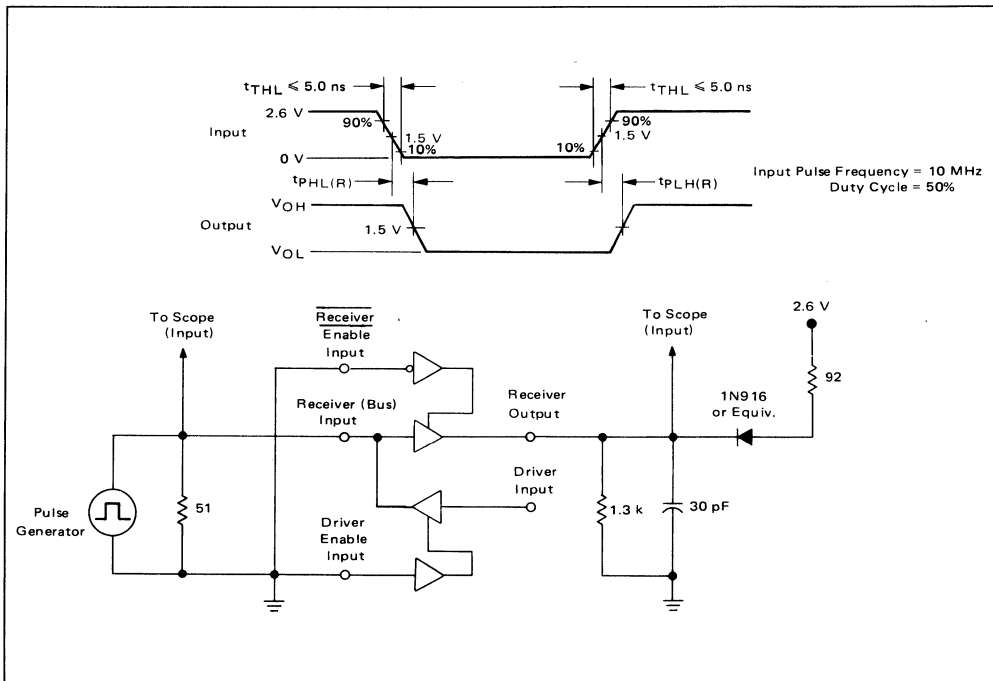 tTHL ≤ 5.0 ns
tTHL ≤ 5.0 ns
2.6 V
90%
90%
Input
1.5 V
1.5 V
10%
10%
0 V
Input Pulse Frequency = 10 MHz
Duty Cycle = 50%
tPHL(R)
tPLH(R)
VOH
Output
1.5 V
VOL
To Scope
(Input)
Receiver
Enable
Input
To Scope
(Input)
2.6 V
92
Receiver (Bus)
Input
Receiver
Output
1N916
or Equiv.
Driver
Input
Pulse
Generator
51
1.3 k
30 pF
Driver
Enable
Input